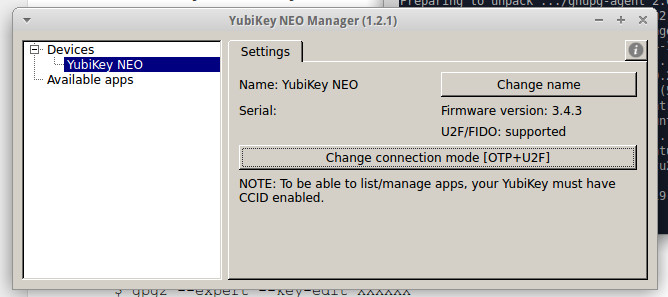 Preparing to unpack .../gnupg-agent_2.
YubiKey NEO Manager (1.2.1)
Devices
YubiKey NEO
Available apps
Settings
Name: YubiKey NEO
Change name
Serial:
Firmware version: 3.4.3
U2F/FIDO: supported
Change connection mode [OTP+U2F]
NOTE: To be able to list/manage apps, your YubiKey must have
CCID enabled.
$ gpg2 --expert --key-edit XXXXXX